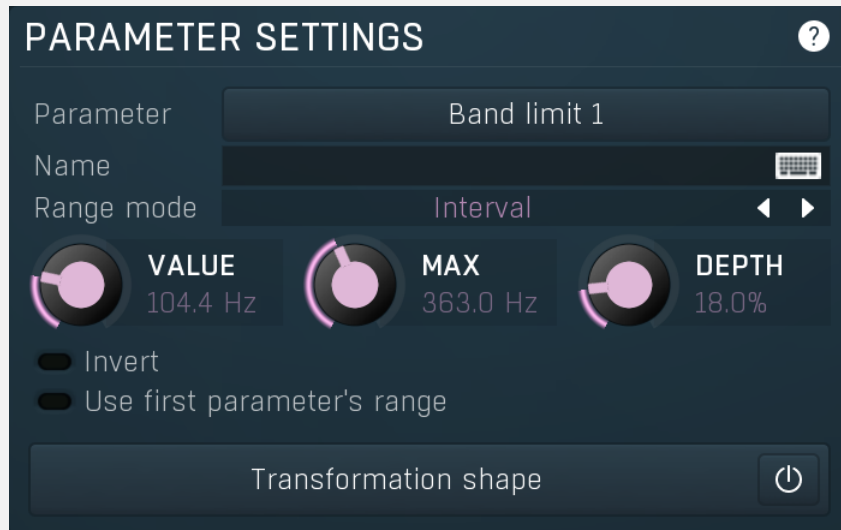 PARAMETER SETTINGS ?
Parameter Band limit 1
Name
Range mode Interval
VALUE MAX DEPTH
104.4 Hz 363.0 Hz 18.0%
Invert
Use first parameter's range
Transformation shape